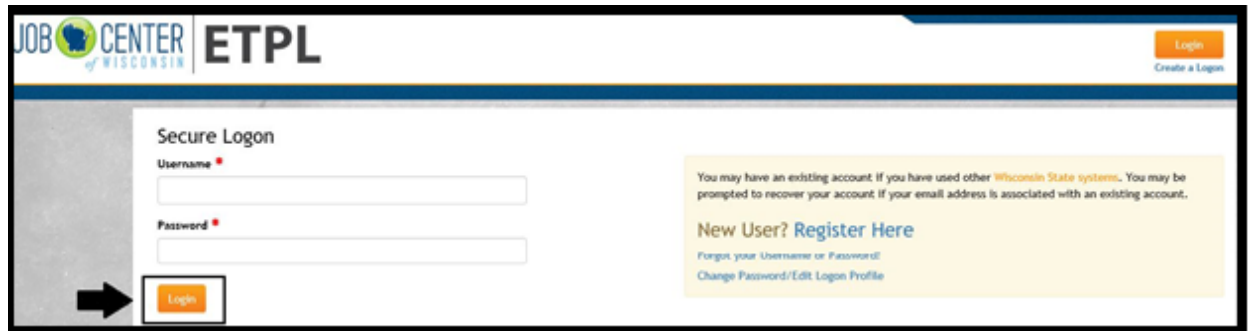 JOB CENTER
of WISCONSIN
ETPL
Login
Create a Logon
Secure Logon
Username *
Password *
Login
You may have an existing account if you have used other Wisconsin State systems. You may be
prompted to recover your account if your email address is associated with an existing account.
New User? Register Here
Forgot your Username or Password?
Change Password/Edit Logon Profile